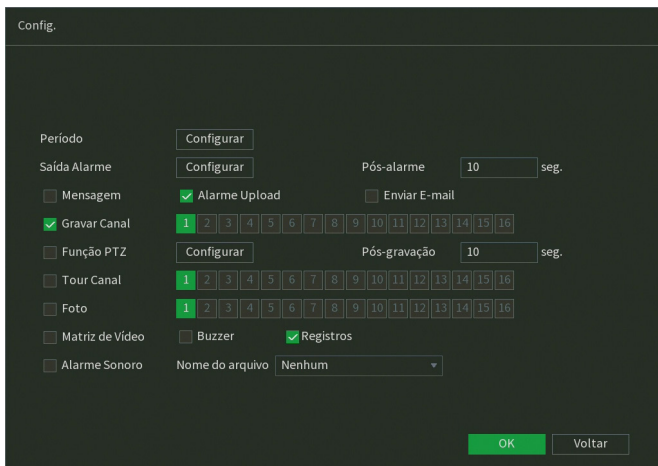 Config.
Período Configurar
Saída Alarme Configurar Pós-alarme 10 seg.
Mensagem Alarme Upload Enviar E-mail
Gravar Canal 1 2 3 4 5 6 7 8 9 10 11 12 13 14 15 16
Função PTZ Configurar Pós-gravação 10 seg.
Tour Canal 1 2 3 4 5 6 7 8 9 10 11 12 13 14 15 16
Foto 1 2 3 4 5 6 7 8 9 10 11 12 13 14 15 16
Matriz de Vídeo Buzzer Registros
Alarme Sonoro Nome do arquivo Nenhum
OK Voltar